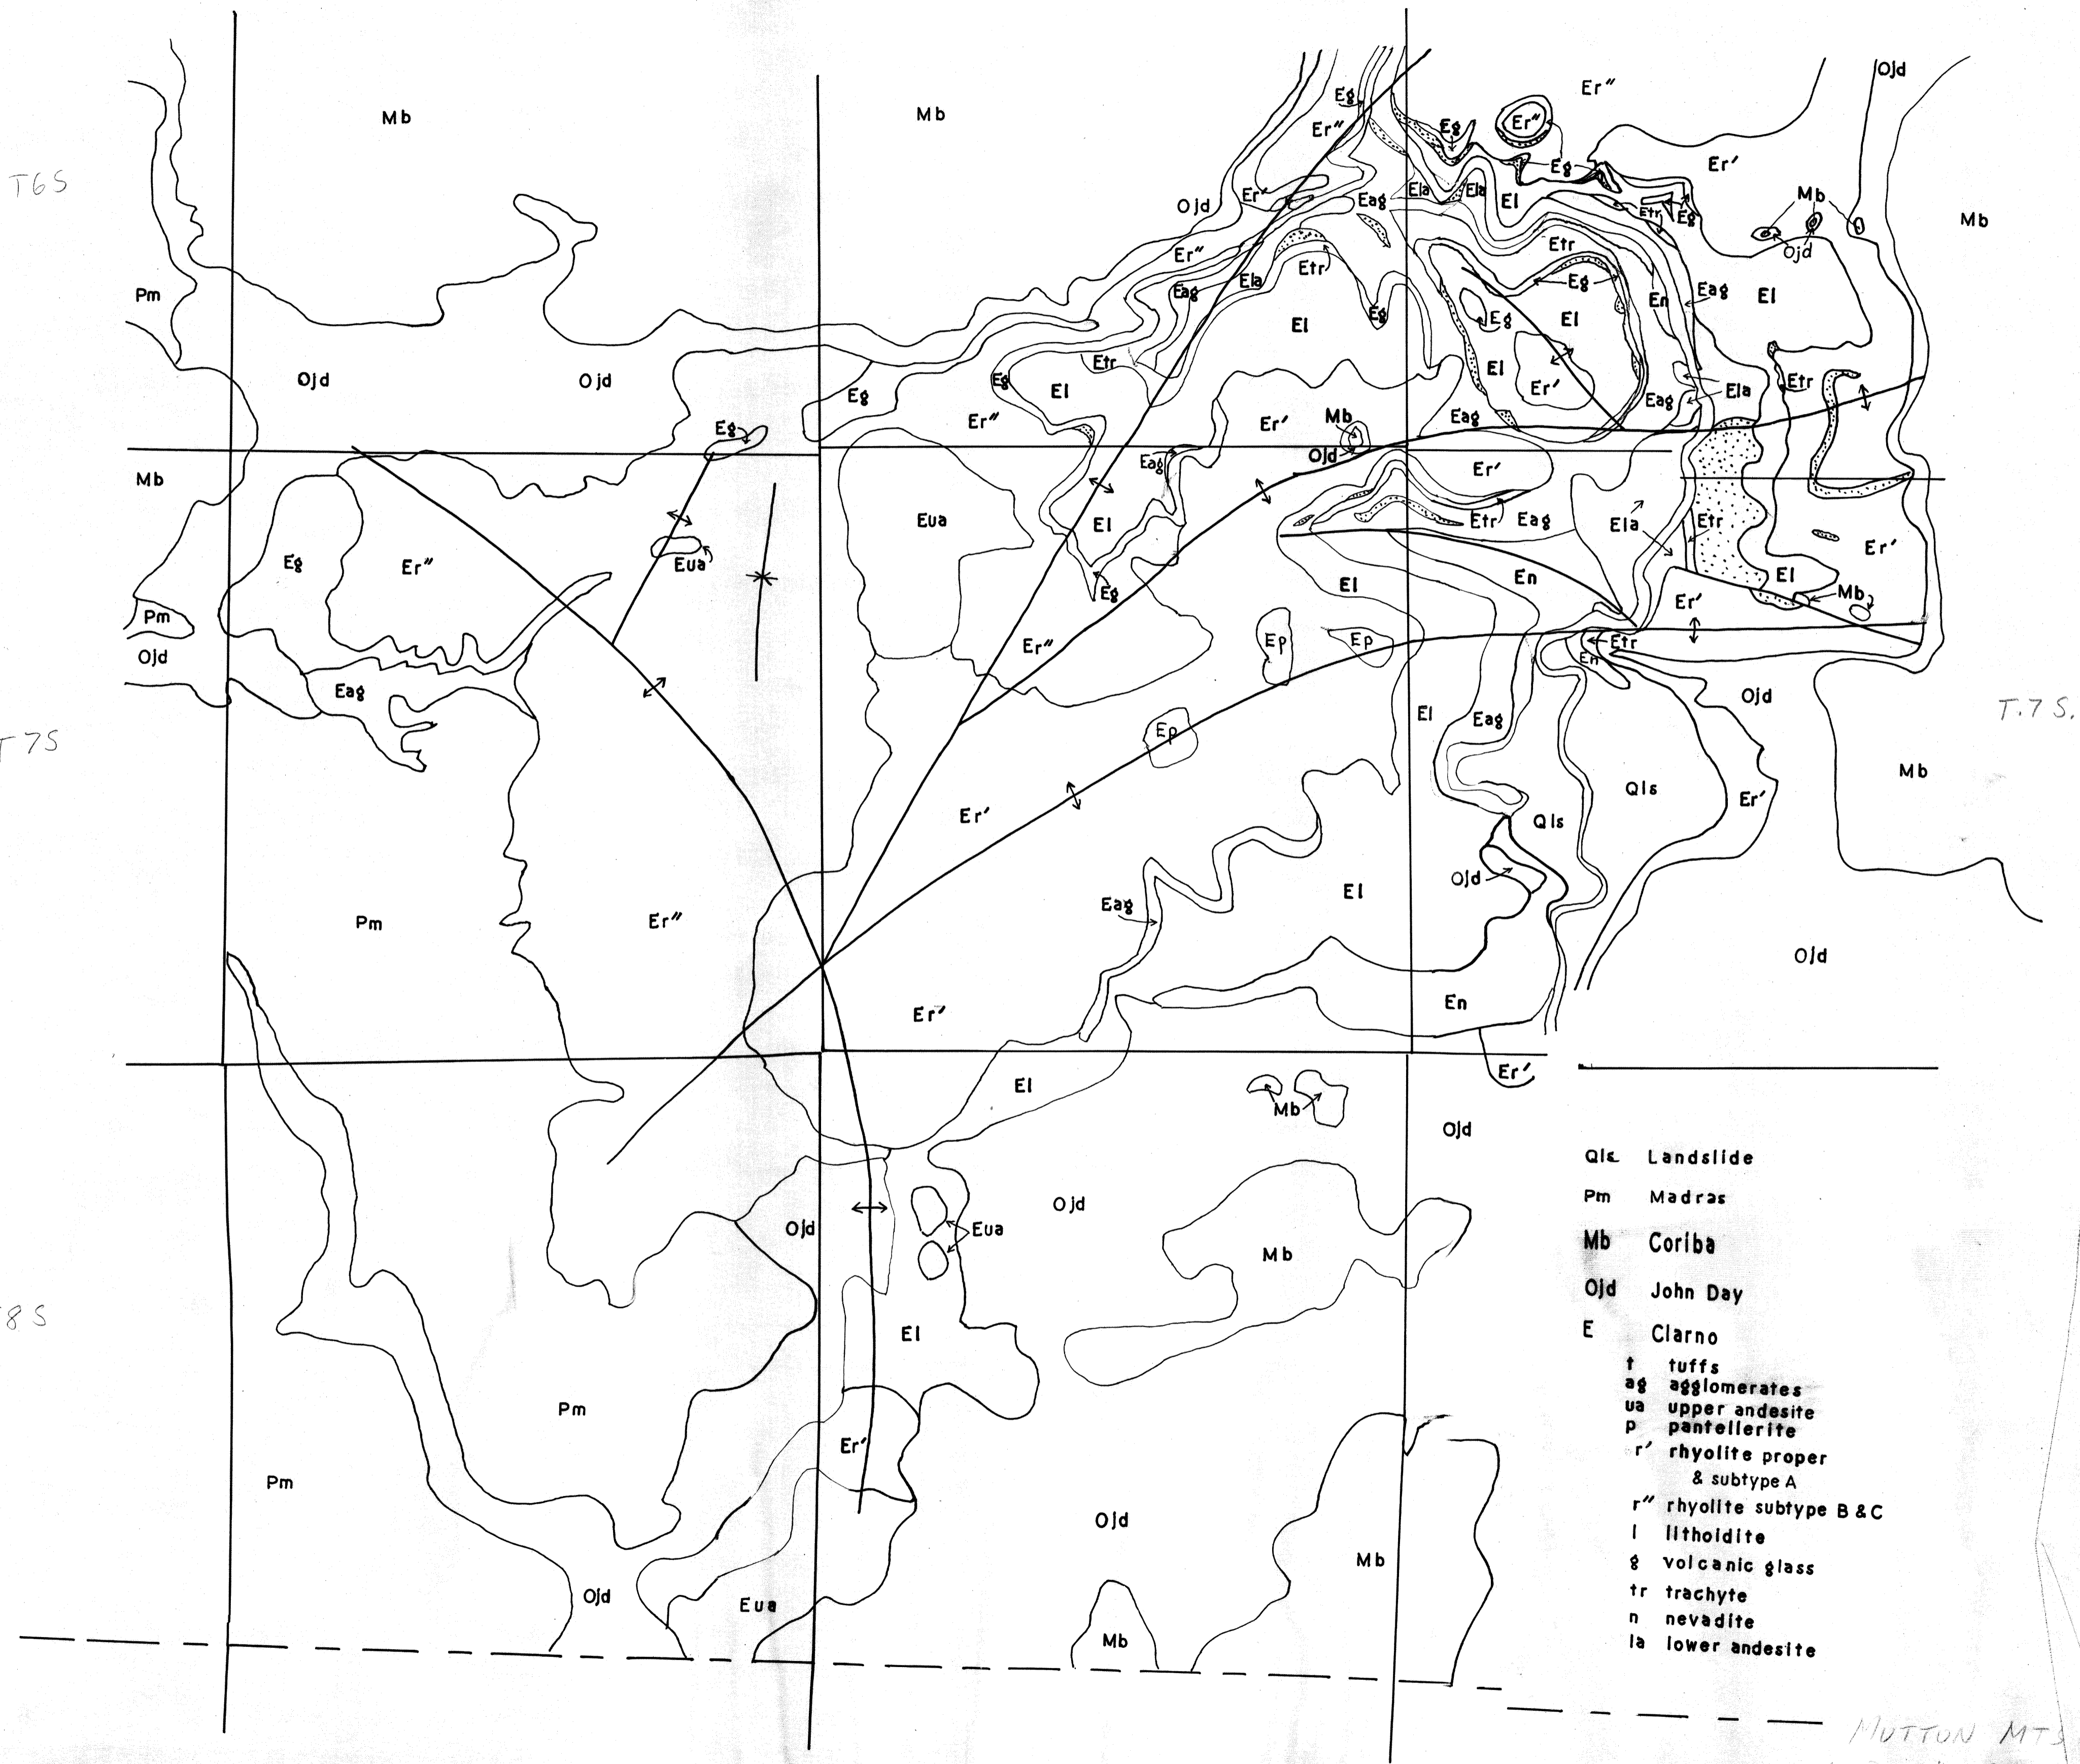 Ojd
Mb
Mb
Eg
Er″
Er″
Er″
Eg
Eg
Er′
T6S
Ojd
Er′
Eag
Ela
Ela
El
Etr
Eg
Mb
Mb
Ojd
Er″
Etr
Etr
Ela
Eag
Eg
En
Eag
El
Pm
Eg
Eg
El
El
Etr
El
Ojd
Ojd
Eg
Eg
El
Er″
Er′
Mb
Ojd
Eag
Er′
Eag
Ela
Etr
Eg
Mb
Eag
Er′
Eua
El
Etr
Eag
Ela
Etr
Er′
Eg
Er″
Eua
Eg
El
En
El
Mb
Er′
Pm
Ojd
Er″
Ep
Ep
Etr
En
Eag
Ojd
T.7S.
T7S
Ep
El
Eag
Er′
Qls
Qls
Er′
Mb
Pm
Er″
Eag
El
Ojd
Ojd
Er′
En
El
Mb
Er′
Ojd
Ojd
Eua
Ojd
Mb
8S
El
Pm
Er′
Pm
Ojd
Mb
Ojd
Eua
Mb
Qls Landslide
Pm Madras
Mb Coriba
Ojd John Day
E Clarno
t tuffs
ag agglomerates
ua upper andesite
p pantellerite
r′ rhyolite proper
& subtype A
r″ rhyolite subtype B & C
l lithoidite
g volcanic glass
tr trachyte
n nevadite
la lower andesite
MUTTON MTS